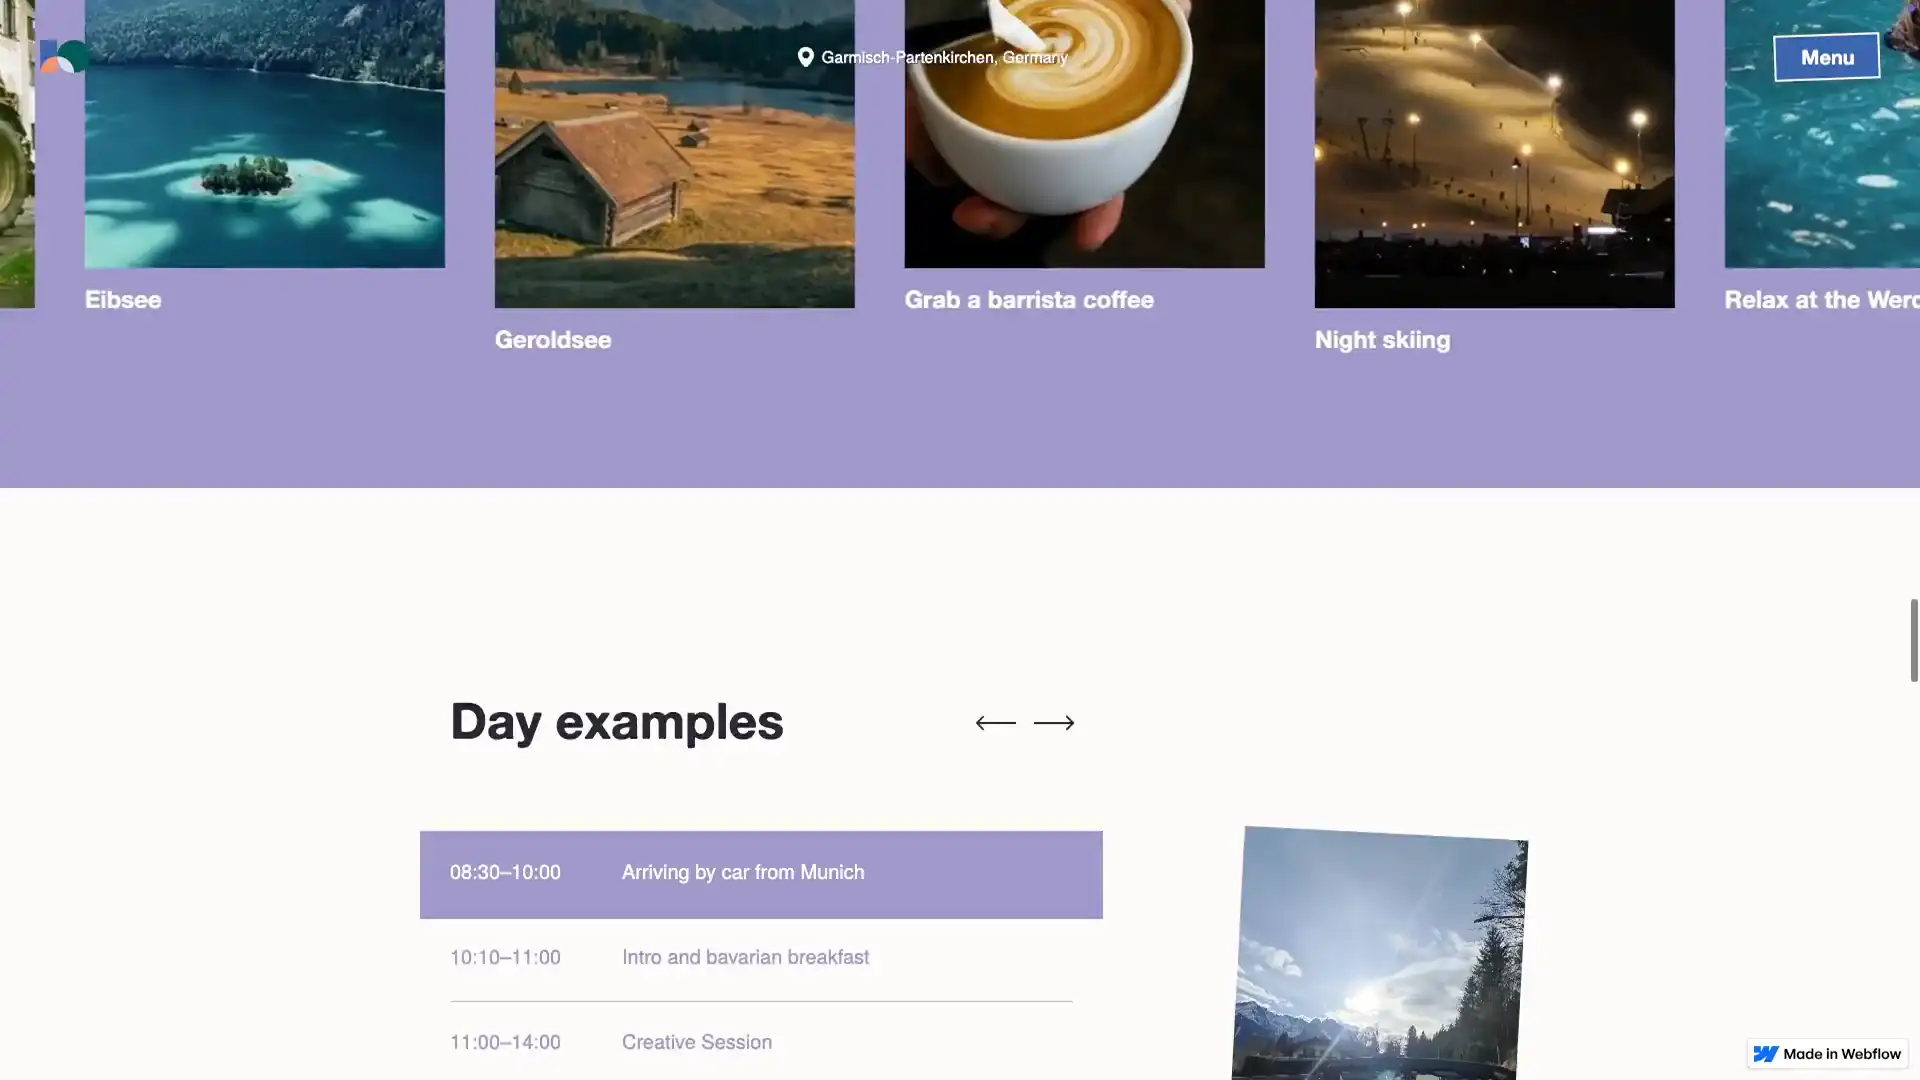 Garmisch-Partenkirchen, Germany
Menu
Eibsee
Geroldsee
Grab a barrista coffee
Night skiing
Relax at the Werd
Day examples
08:30–10:00 Arriving by car from Munich
10:10–11:00 Intro and bavarian breakfast
11:00–14:00 Creative Session
Made in Webflow